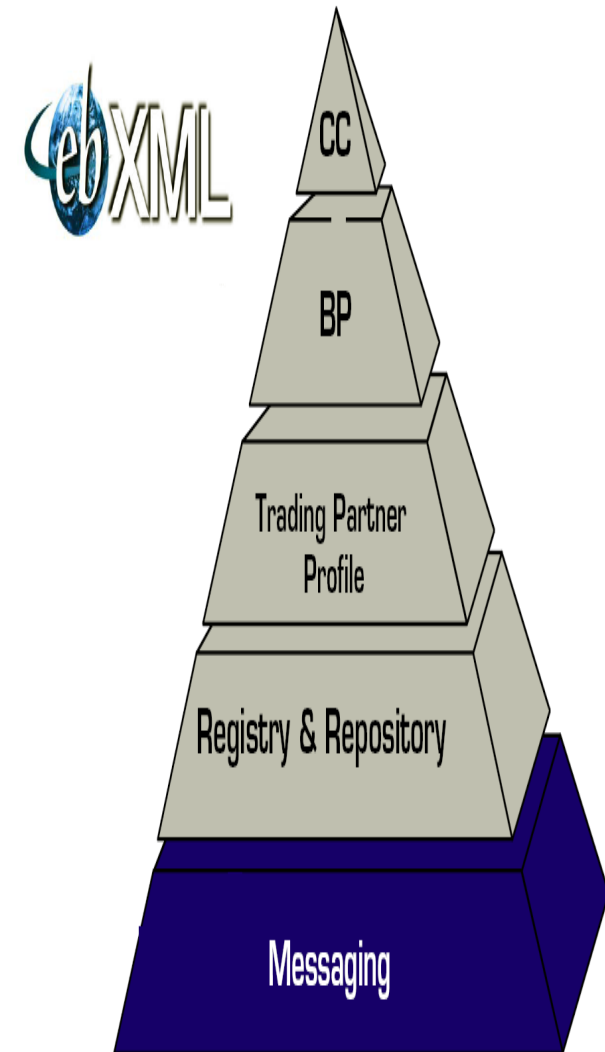 ebXML
CC
BP
Trading Partner
Profile
Registry & Repository
Messaging